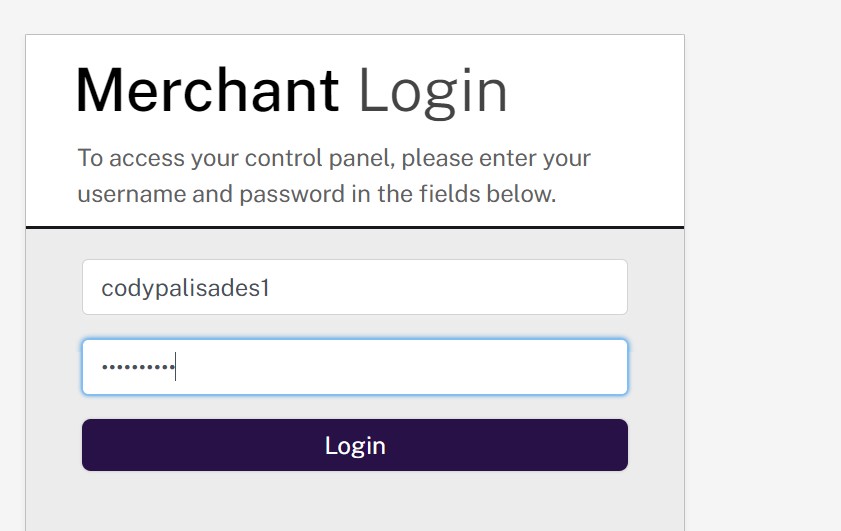 Merchant Login
To access your control panel, please enter your
username and password in the fields below.
codypalisades1
••••••••••
Login